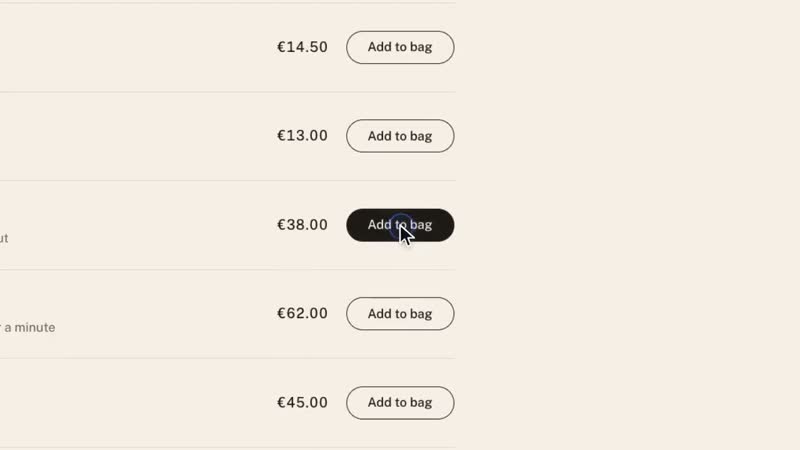 €14.50 Add to bag
€13.00 Add to bag
€38.00 Add to bag
ut
€62.00 Add to bag
a minute
€45.00 Add to bag